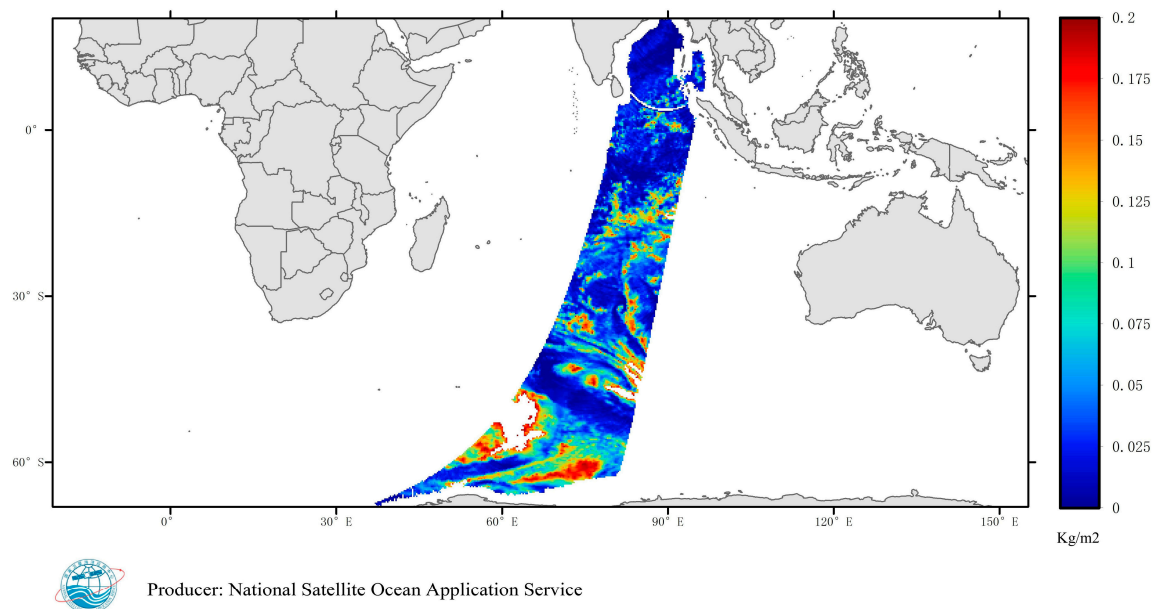 0.2
0.175
0.15
0.125
0.1
0.075
0.05
0.025
0
Kg/m2
0°
30° S
60° S
0° 30° E 60° E 90° E 120° E 150° E
Producer: National Satellite Ocean Application Service